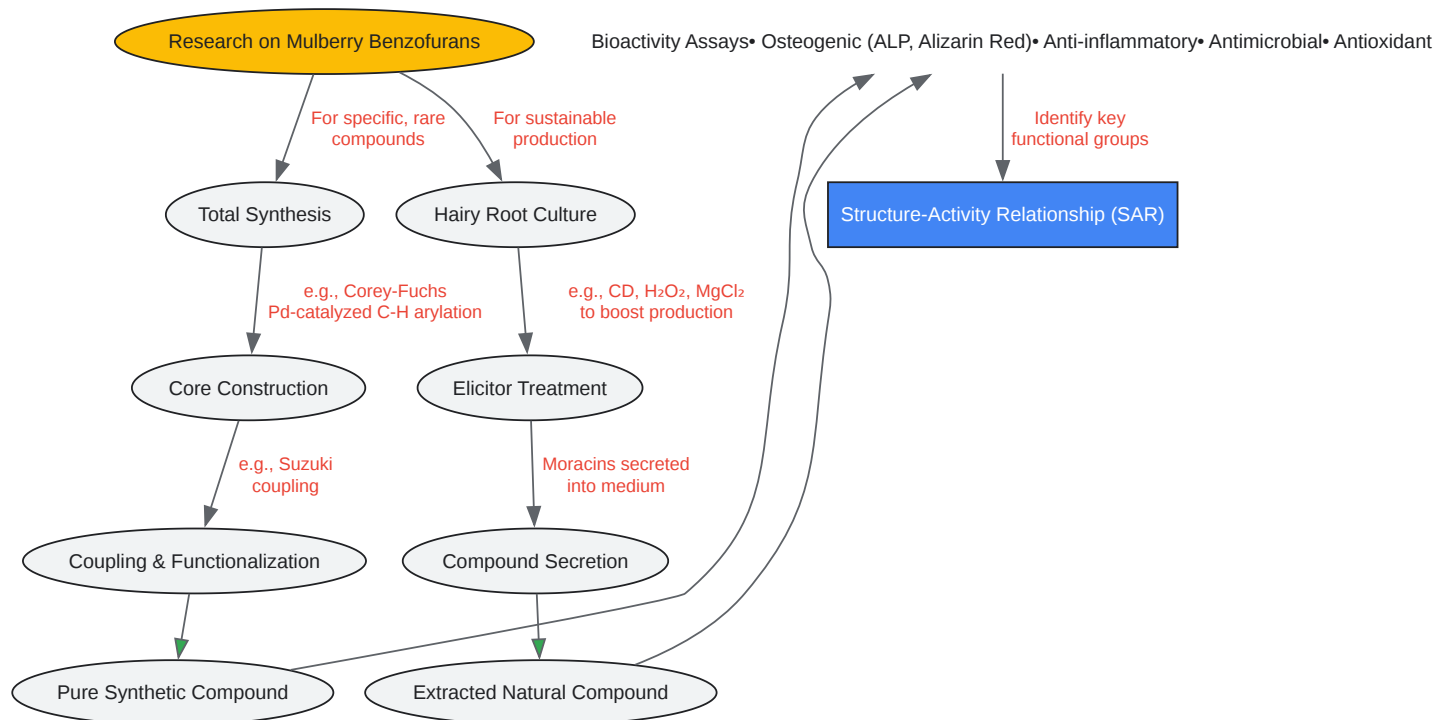 Research on Mulberry Benzofurans
Bioactivity Assays• Osteogenic (ALP, Alizarin Red)• Anti-inflammatory• Antimicrobial• Antioxidant
For specific, rare
compounds
For sustainable
production
Identify key
functional groups
Total Synthesis
Hairy Root Culture
Structure-Activity Relationship (SAR)
e.g., Corey-Fuchs
Pd-catalyzed C-H arylation
e.g., CD, H₂O₂, MgCl₂
to boost production
Core Construction
Elicitor Treatment
e.g., Suzuki
coupling
Moracins secreted
into medium
Coupling & Functionalization
Compound Secretion
Pure Synthetic Compound
Extracted Natural Compound